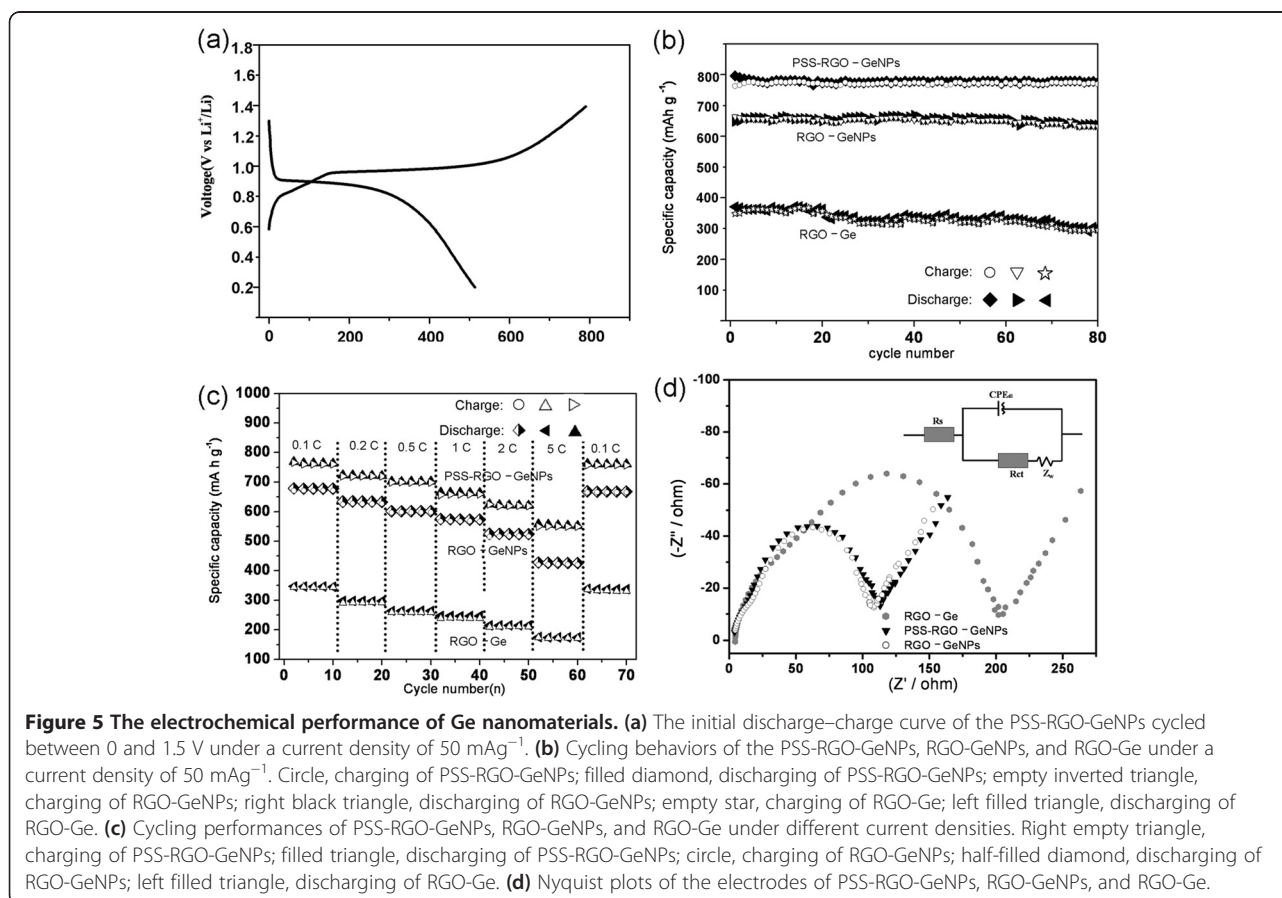 (a)
Voltoge(V vs Li⁺/Li)
1.8
1.6
1.4
1.2
1.0
0.8
0.6
0.4
0.2
0 200 400 600 800
(b)
Specific capacity (mAh g⁻¹)
800
700
600
500
400
300
200
100
PSS-RGO-GeNPs
RGO-GeNPs
RGO-Ge
Charge:
Discharge:
1 20 40 60 80
cycle number
(c)
Specific capacity (mA h g⁻¹)
1000
900
800
700
600
500
400
300
200
100
Charge:
Discharge:
0.1 C 0.2 C 0.5 C 1 C 2 C 5 C 0.1 C
PSS-RGO-GeNPs
RGO-GeNPs
RGO-Ge
0 10 20 30 40 50 60 70
Cycle number(n)
(d)
(-Z'' / ohm)
-100
-80
-60
-40
-20
0
CPE
Rs
Rct Zw
RGO-Ge
PSS-RGO-GeNPs
RGO-GeNPs
0 50 100 150 200 250
(Z' / ohm)
Figure 5 The electrochemical performance of Ge nanomaterials. (a) The initial discharge–charge curve of the PSS-RGO-GeNPs cycled
between 0 and 1.5 V under a current density of 50 mAg⁻¹. (b) Cycling behaviors of the PSS-RGO-GeNPs, RGO-GeNPs, and RGO-Ge under a
current density of 50 mAg⁻¹. Circle, charging of PSS-RGO-GeNPs; filled diamond, discharging of PSS-RGO-GeNPs; empty inverted triangle,
charging of RGO-GeNPs; right black triangle, discharging of RGO-GeNPs; empty star, charging of RGO-Ge; left filled triangle, discharging of
RGO-Ge. (c) Cycling performances of PSS-RGO-GeNPs, RGO-GeNPs, and RGO-Ge under different current densities. Right empty triangle,
charging of PSS-RGO-GeNPs; filled triangle, discharging of PSS-RGO-GeNPs; circle, charging of RGO-GeNPs; half-filled diamond, discharging of
RGO-GeNPs; left filled triangle, discharging of RGO-Ge. (d) Nyquist plots of the electrodes of PSS-RGO-GeNPs, RGO-GeNPs, and RGO-Ge.